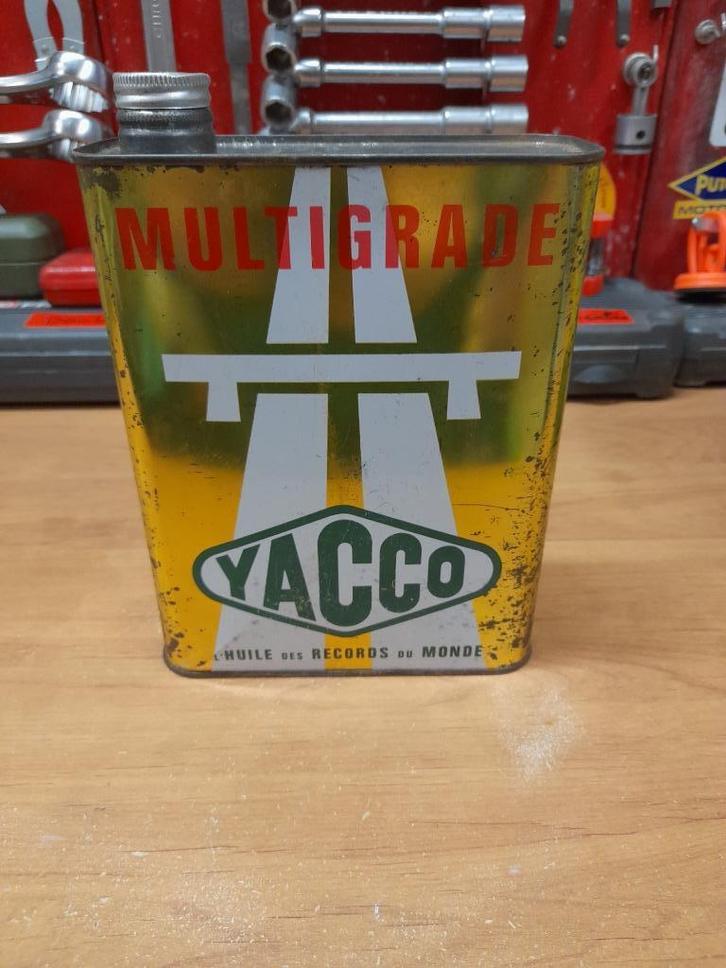 MULTIGRADE
YACCO
L'HUILE DES RECORDS DU MONDE